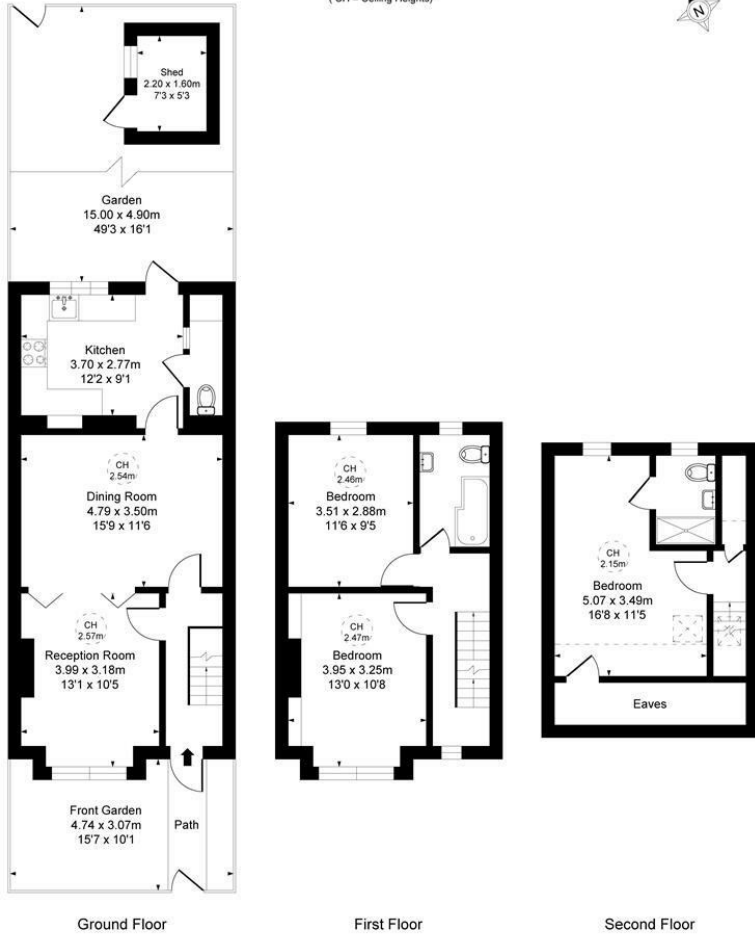 N
Shed
2.20 x 1.60m
7'3 x 5'3
Garden
15.00 x 4.90m
49'3 x 16'1
Kitchen
3.70 x 2.77m
12'2 x 9'1
CH
2.54m
Dining Room
4.79 x 3.50m
15'9 x 11'6
CH
2.57m
Reception Room
3.99 x 3.18m
13'1 x 10'5
Front Garden
4.74 x 3.07m
15'7 x 10'1
Path
Ground Floor
CH
2.46m
Bedroom
3.51 x 2.88m
11'6 x 9'5
CH
2.47m
Bedroom
3.95 x 3.25m
13'0 x 10'8
First Floor
CH
2.15m
Bedroom
5.07 x 3.49m
16'8 x 11'5
Eaves
Second Floor